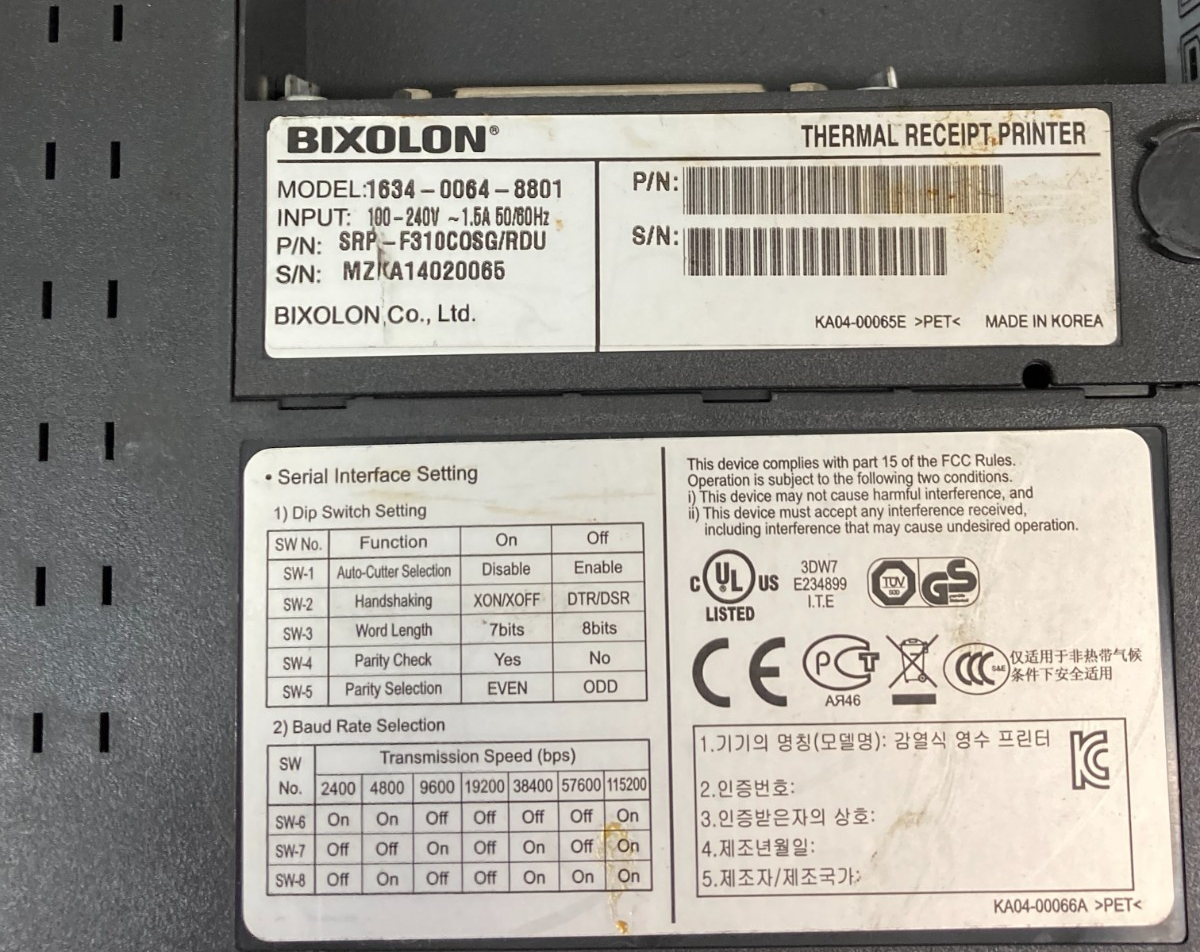 BIXOLON®
THERMAL RECEIPT PRINTER
MODEL:1634-0064-8801
INPUT: 100-240V ~1.5A 50/60Hz
P/N: SRP-F310COSG/RDU
S/N: MZKA14020065
BIXOLON Co., Ltd.
P/N:
S/N:
KA04-00065E >PET< MADE IN KOREA
• Serial Interface Setting
1) Dip Switch Setting
SW No. Function On Off
SW-1 Auto-Cutter Selection Disable Enable
SW-2 Handshaking XON/XOFF DTR/DSR
SW-3 Word Length 7bits 8bits
SW-4 Parity Check Yes No
SW-5 Parity Selection EVEN ODD
2) Baud Rate Selection
SW No. Transmission Speed (bps)
2400 4800 9600 19200 38400 57600 115200
SW-6 On On Off Off Off Off On
SW-7 Off Off On Off On Off On
SW-8 Off On Off Off On On On
This device complies with part 15 of the FCC Rules.
Operation is subject to the following two conditions.
i) This device may not cause harmful interference, and
ii) This device must accept any interference received,
including interference that may cause undesired operation.
C UL US
LISTED
3DW7
E234899
I.T.E
TÜV
SÜD
GS
CE
РСТ
АЯ46
CCC
S&E
仅适用于非热带气候
条件下安全适用
1.기기의 명칭(모델명): 감열식 영수 프린터
2.인증번호:
3.인증받은자의 상호:
4.제조년월일:
5.제조자/제조국가:
KC
KA04-00066A >PET<